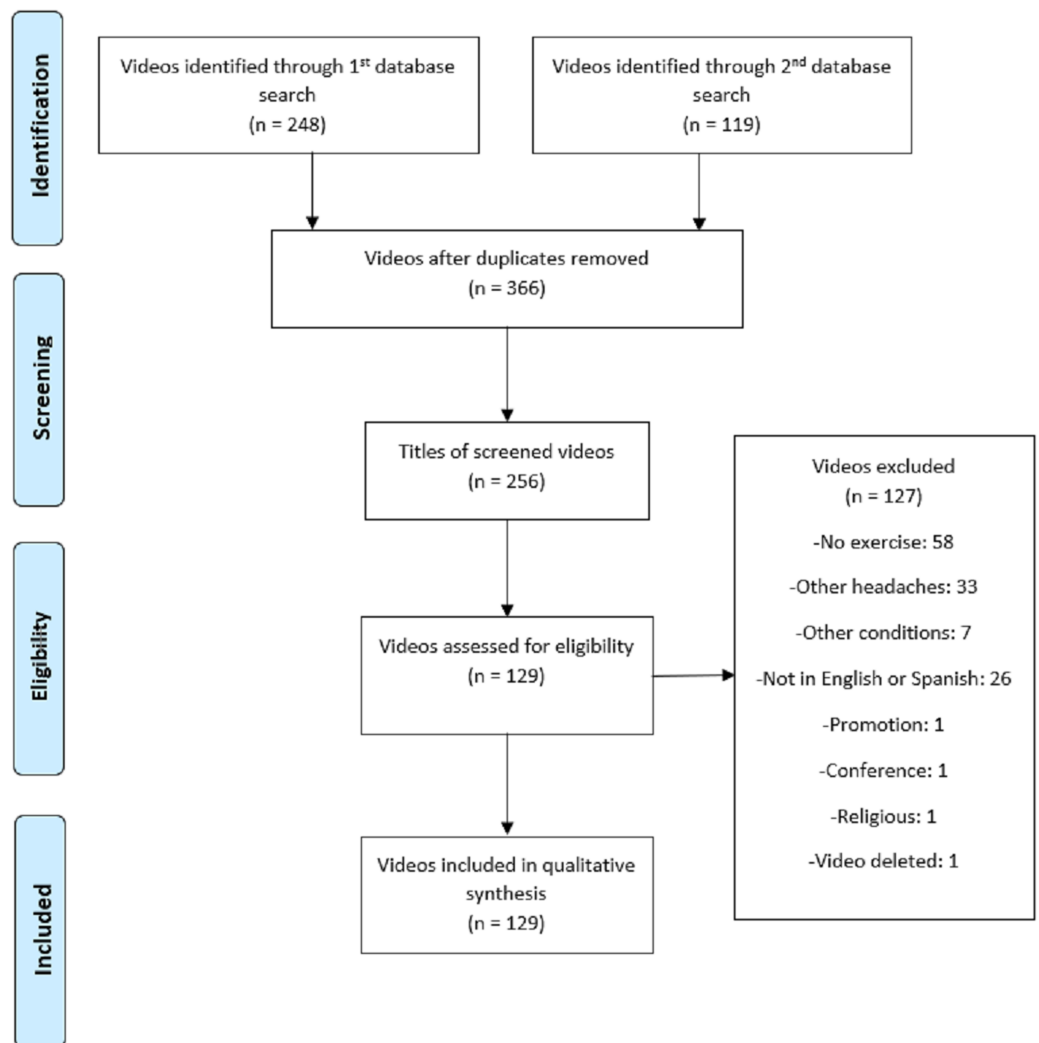 Identification
Videos identified through 1st database
search
(n = 248)
Videos identified through 2nd database
search
(n = 119)
Videos after duplicates removed
(n = 366)
Screening
Titles of screened videos
(n = 256)
Eligibility
Videos assessed for eligibility
(n = 129)
Videos excluded
(n = 127)
-No exercise: 58
-Other headaches: 33
-Other conditions: 7
-Not in English or Spanish: 26
-Promotion: 1
-Conference: 1
-Religious: 1
-Video deleted: 1
Included
Videos included in qualitative
synthesis
(n = 129)